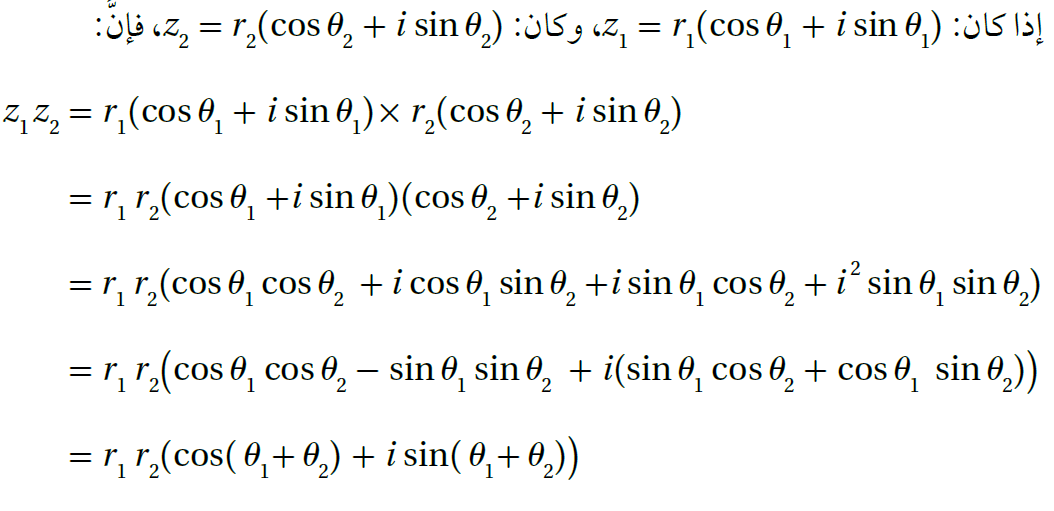 إذا كان: z₁ = r₁(cos θ₁ + i sin θ₁)، وكان: z₂ = r₂(cos θ₂ + i sin θ₂)، فإنَّ:
z₁ z₂ = r₁(cos θ₁ + i sin θ₁) × r₂(cos θ₂ + i sin θ₂)
= r₁ r₂(cos θ₁ + i sin θ₁)(cos θ₂ + i sin θ₂)
= r₁ r₂(cos θ₁ cos θ₂ + i cos θ₁ sin θ₂ + i sin θ₁ cos θ₂ + i² sin θ₁ sin θ₂)
= r₁ r₂(cos θ₁ cos θ₂ − sin θ₁ sin θ₂ + i(sin θ₁ cos θ₂ + cos θ₁ sin θ₂))
= r₁ r₂(cos( θ₁ + θ₂) + i sin( θ₁ + θ₂))